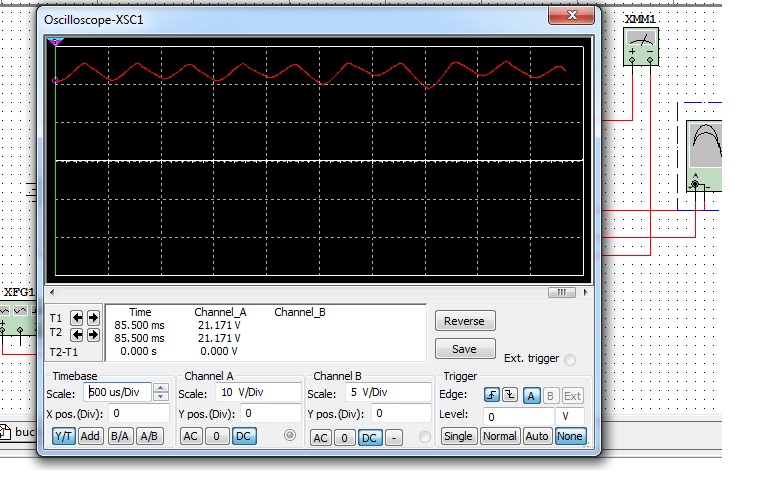 Oscilloscope-XSC1
XMM1
A
XFG1
Time Channel_A Channel_B
T1 85.500 ms 21.171 V
T2 85.500 ms 21.171 V
T2-T1 0.000 s 0.000 V
Reverse
Save
Ext. trigger
Timebase
Scale: 500 us/Div
X pos.(Div): 0
Y/T Add B/A A/B
Channel A
Scale: 10 V/Div
Y pos.(Div): 0
AC 0 DC
Channel B
Scale: 5 V/Div
Y pos.(Div): 0
AC 0 DC -
Trigger
Edge: A B Ext
Level: 0 V
Single Normal Auto None
buc